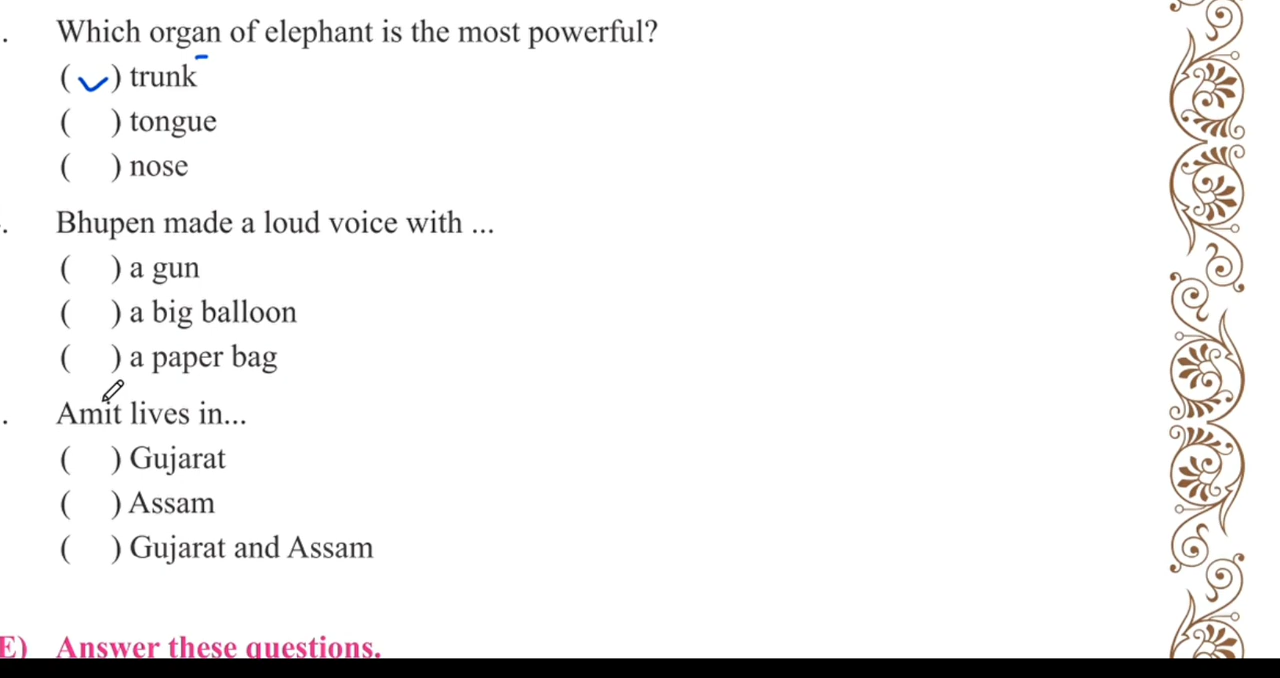 . Which organ of elephant is the most powerful?
(✓) trunk
( ) tongue
( ) nose
. Bhupen made a loud voice with ...
( ) a gun
( ) a big balloon
( ) a paper bag
. Amit lives in...
( ) Gujarat
( ) Assam
( ) Gujarat and Assam
E) Answer these questions.